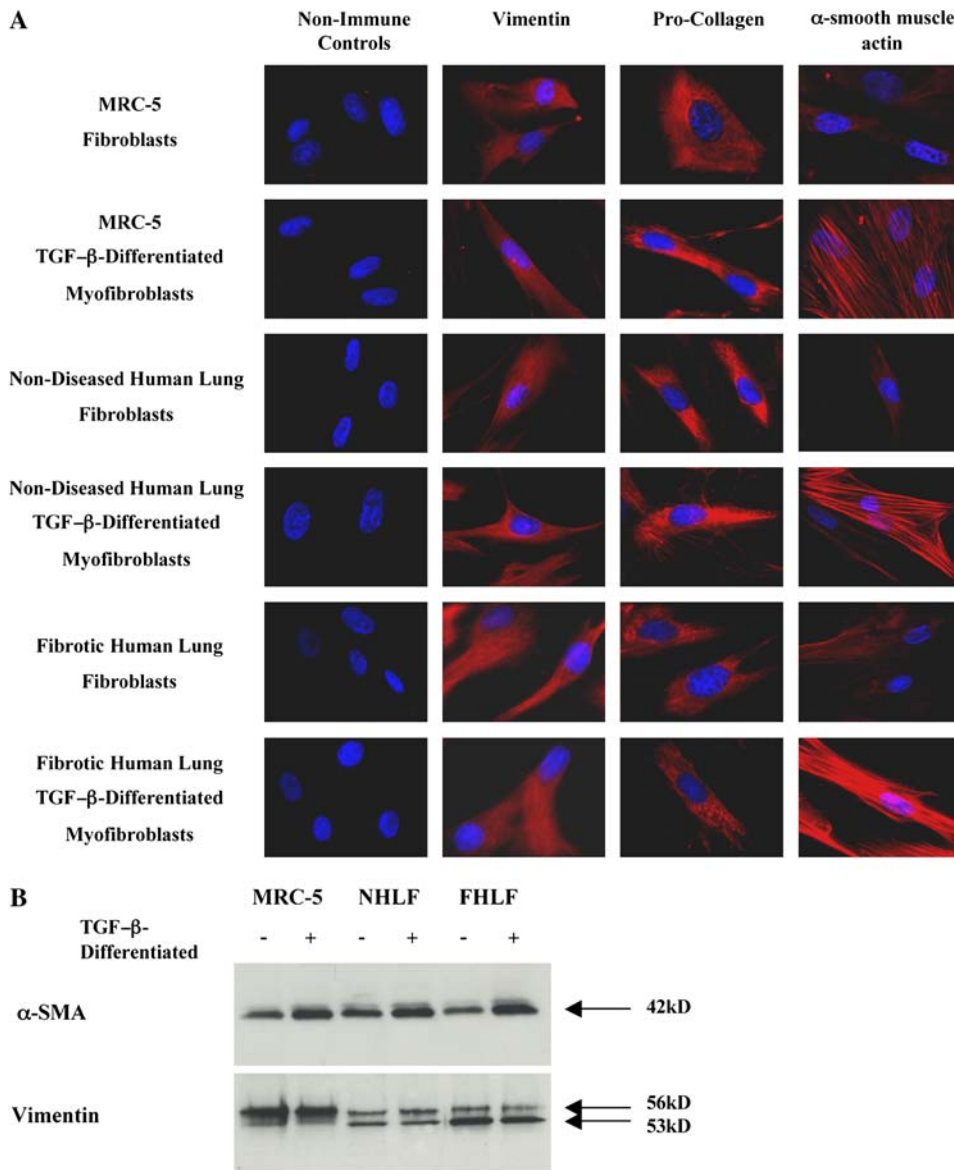 A
Non-Immune Controls
Vimentin
Pro-Collagen
α-smooth muscle actin
MRC-5
Fibroblasts
MRC-5
TGF-β-Differentiated
Myofibroblasts
Non-Diseased Human Lung
Fibroblasts
Non-Diseased Human Lung
TGF-β-Differentiated
Myofibroblasts
Fibrotic Human Lung
Fibroblasts
Fibrotic Human Lung
TGF-β-Differentiated
Myofibroblasts
B
MRC-5 NHLF FHLF
TGF-β-
Differentiated
- + - + - +
α-SMA
42kD
Vimentin
56kD
53kD